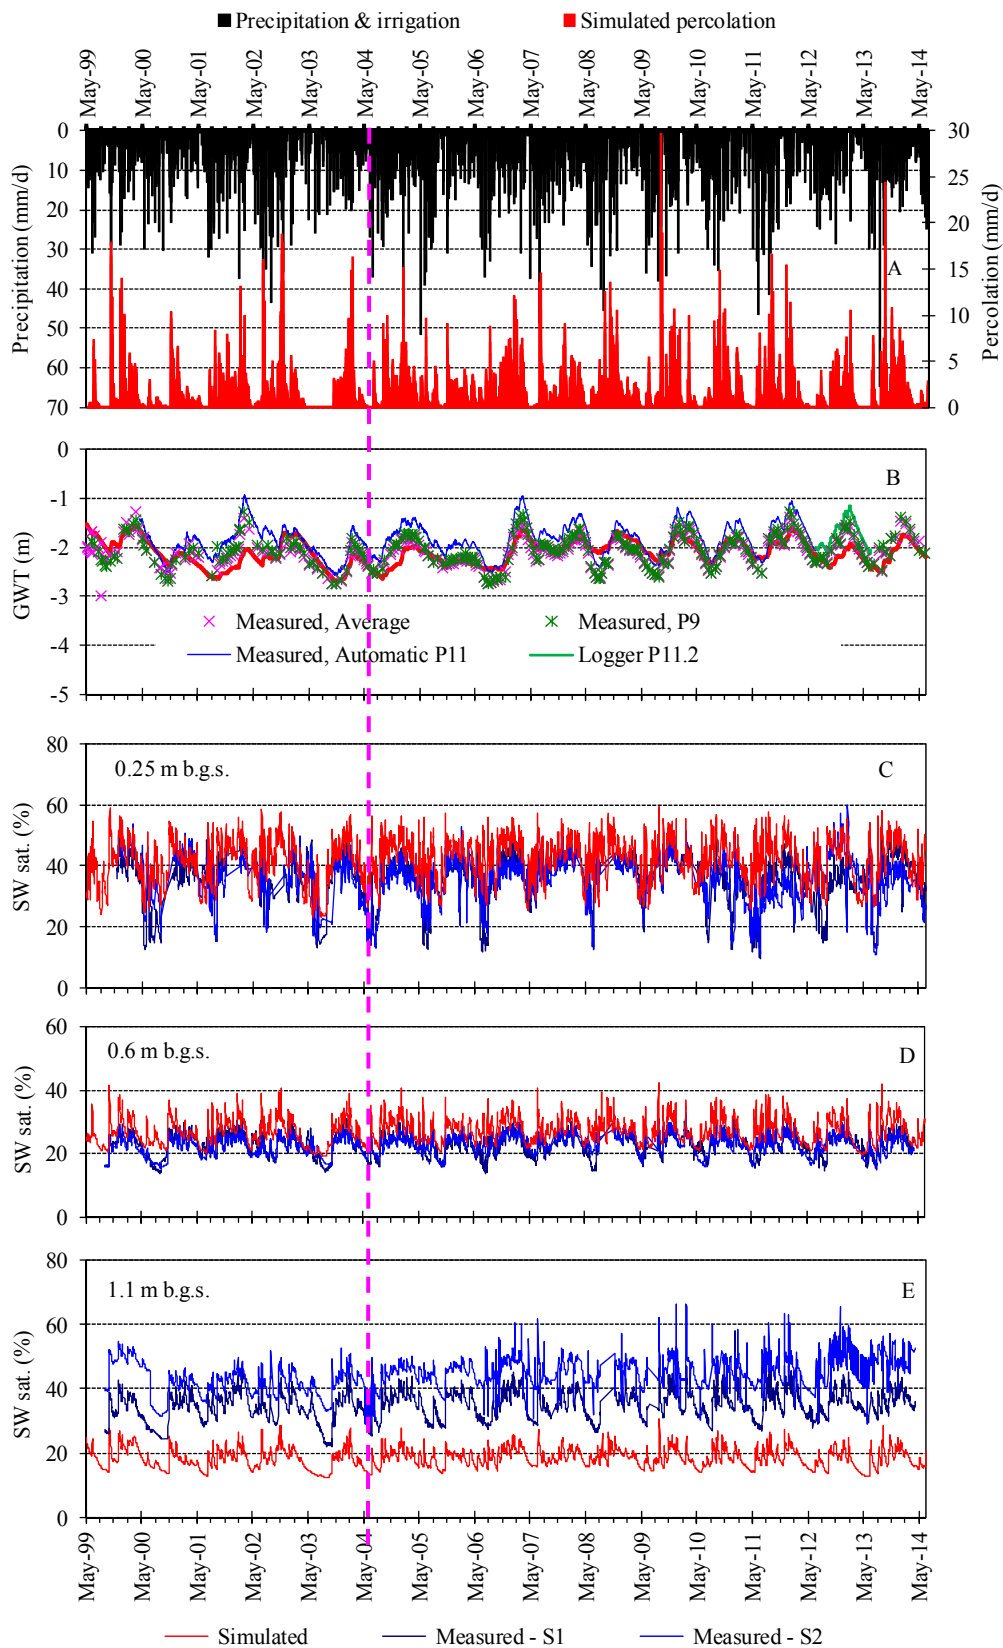 Precipitation & irrigation Simulated percolation
May-99 May-00 May-01 May-02 May-03 May-04 May-05 May-06 May-07 May-08 May-09 May-10 May-11 May-12 May-13 May-14
Precipitation (mm/d)
0
10
20
30
40
50
60
70
A
30
25
20
15
10
5
0
Percolation (mm/d)
GWT (m)
0
-1
-2
-3
-4
-5
B
Measured, Average Measured, P9
Measured, Automatic P11 Logger P11.2
SW sat. (%)
80
60
40
20
0
0.25 m b.g.s. C
SW sat. (%)
60
40
20
0
0.6 m b.g.s. D
SW sat. (%)
80
60
40
20
0
1.1 m b.g.s. E
May-99 May-00 May-01 May-02 May-03 May-04 May-05 May-06 May-07 May-08 May-09 May-10 May-11 May-12 May-13 May-14
Simulated Measured - S1 Measured - S2